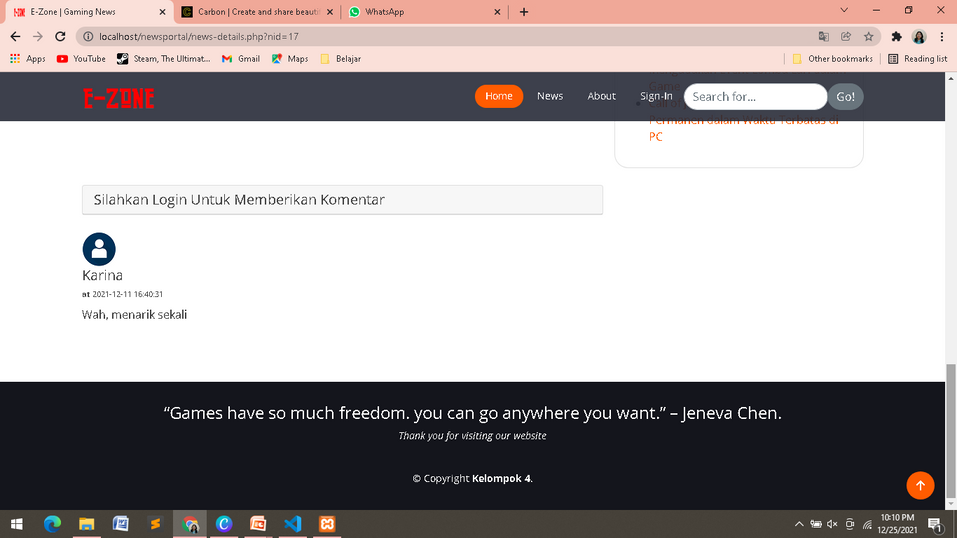 E-Zone | Gaming News
Carbon | Create and share beautif
WhatsApp
localhost/newsportal/news-details.php?nid=17
Apps
YouTube
Steam, The Ultimat...
Gmail
Maps
Belajar
Other bookmarks
Reading list
E-ZONE
Home
News
About
Sign-In
Search for...
Go!
Permanen dalam Waktu Terbatas di
PC
Silahkan Login Untuk Memberikan Komentar
Karina
at 2021-12-11 16:40:31
Wah, menarik sekali
“Games have so much freedom. you can go anywhere you want.” – Jeneva Chen.
Thank you for visiting our website
© Copyright Kelompok 4.
10:10 PM
12/25/2021
1